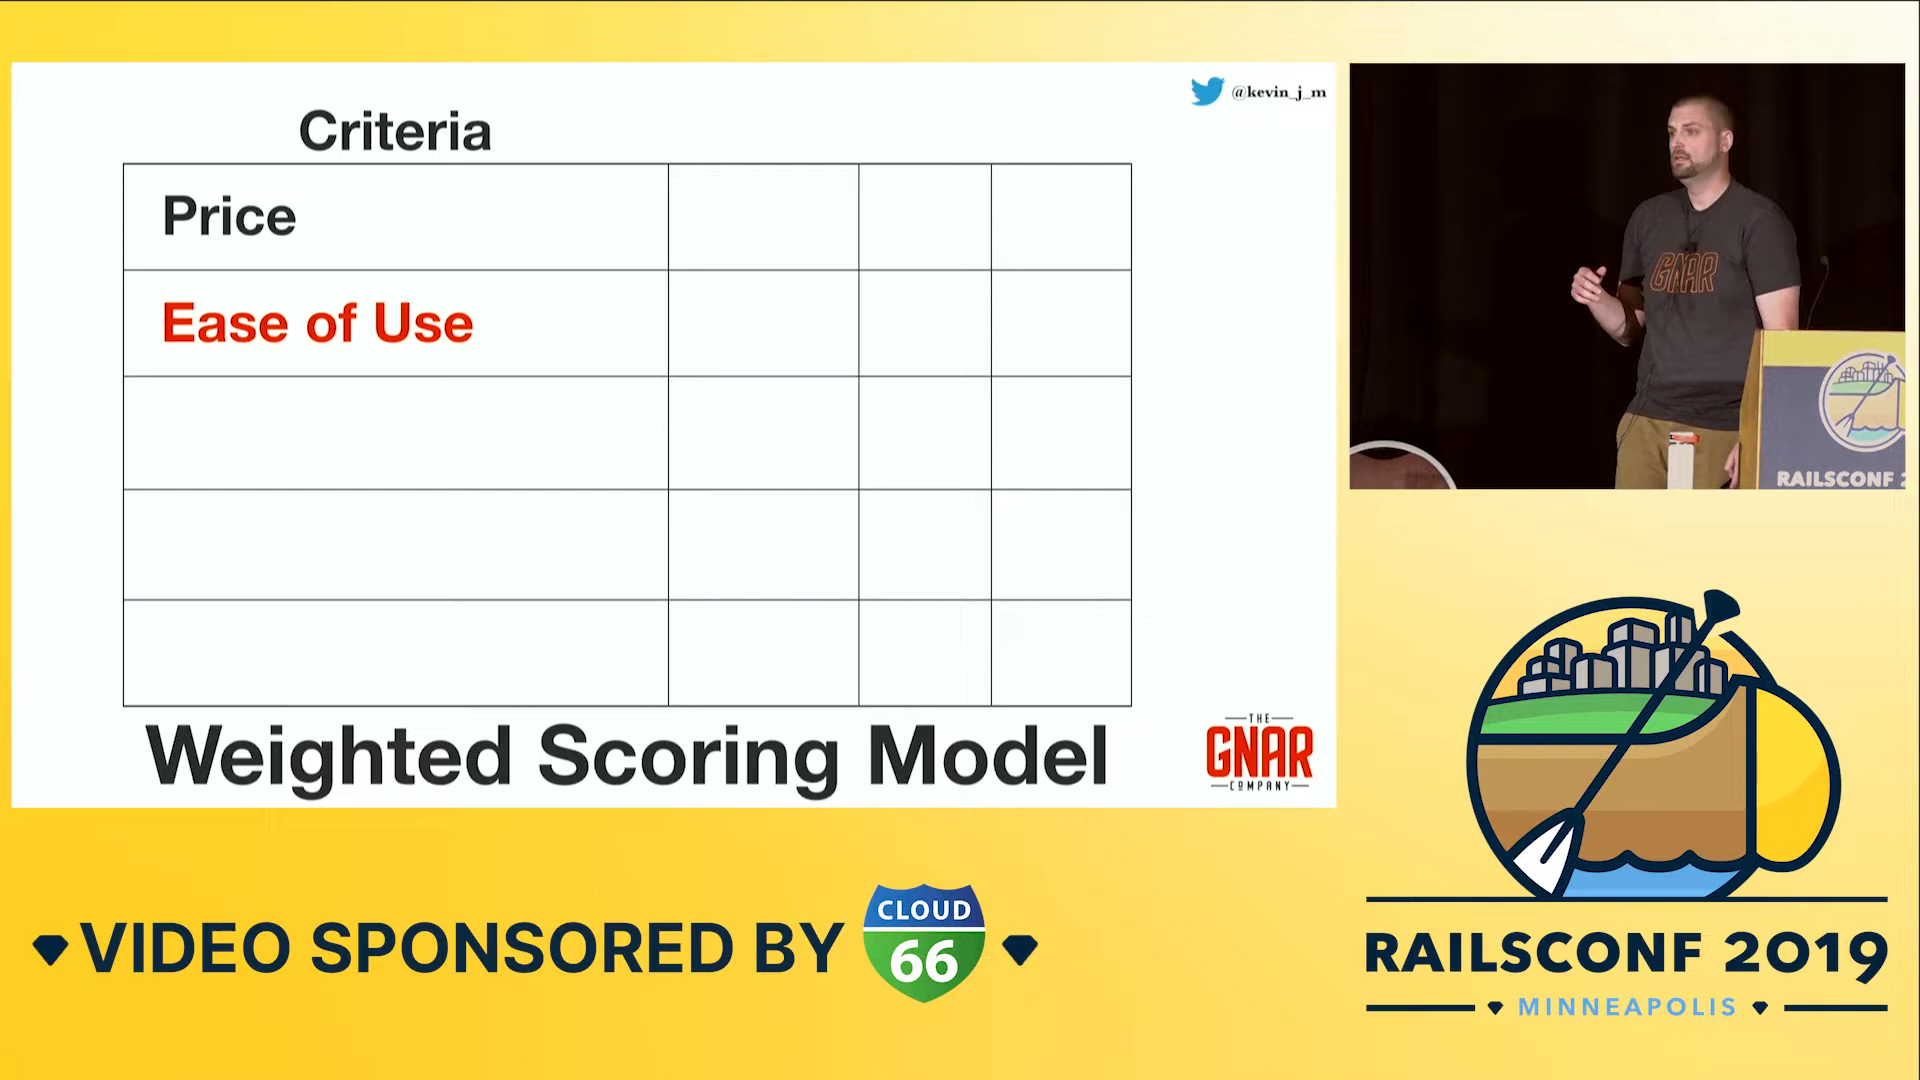 @kevin_j_m
Criteria
Price
Ease of Use
Weighted Scoring Model
THE
GNAR
COMPANY
GNAR
RAILSCONF 2
VIDEO SPONSORED BY
CLOUD
66
RAILSCONF 2019
MINNEAPOLIS